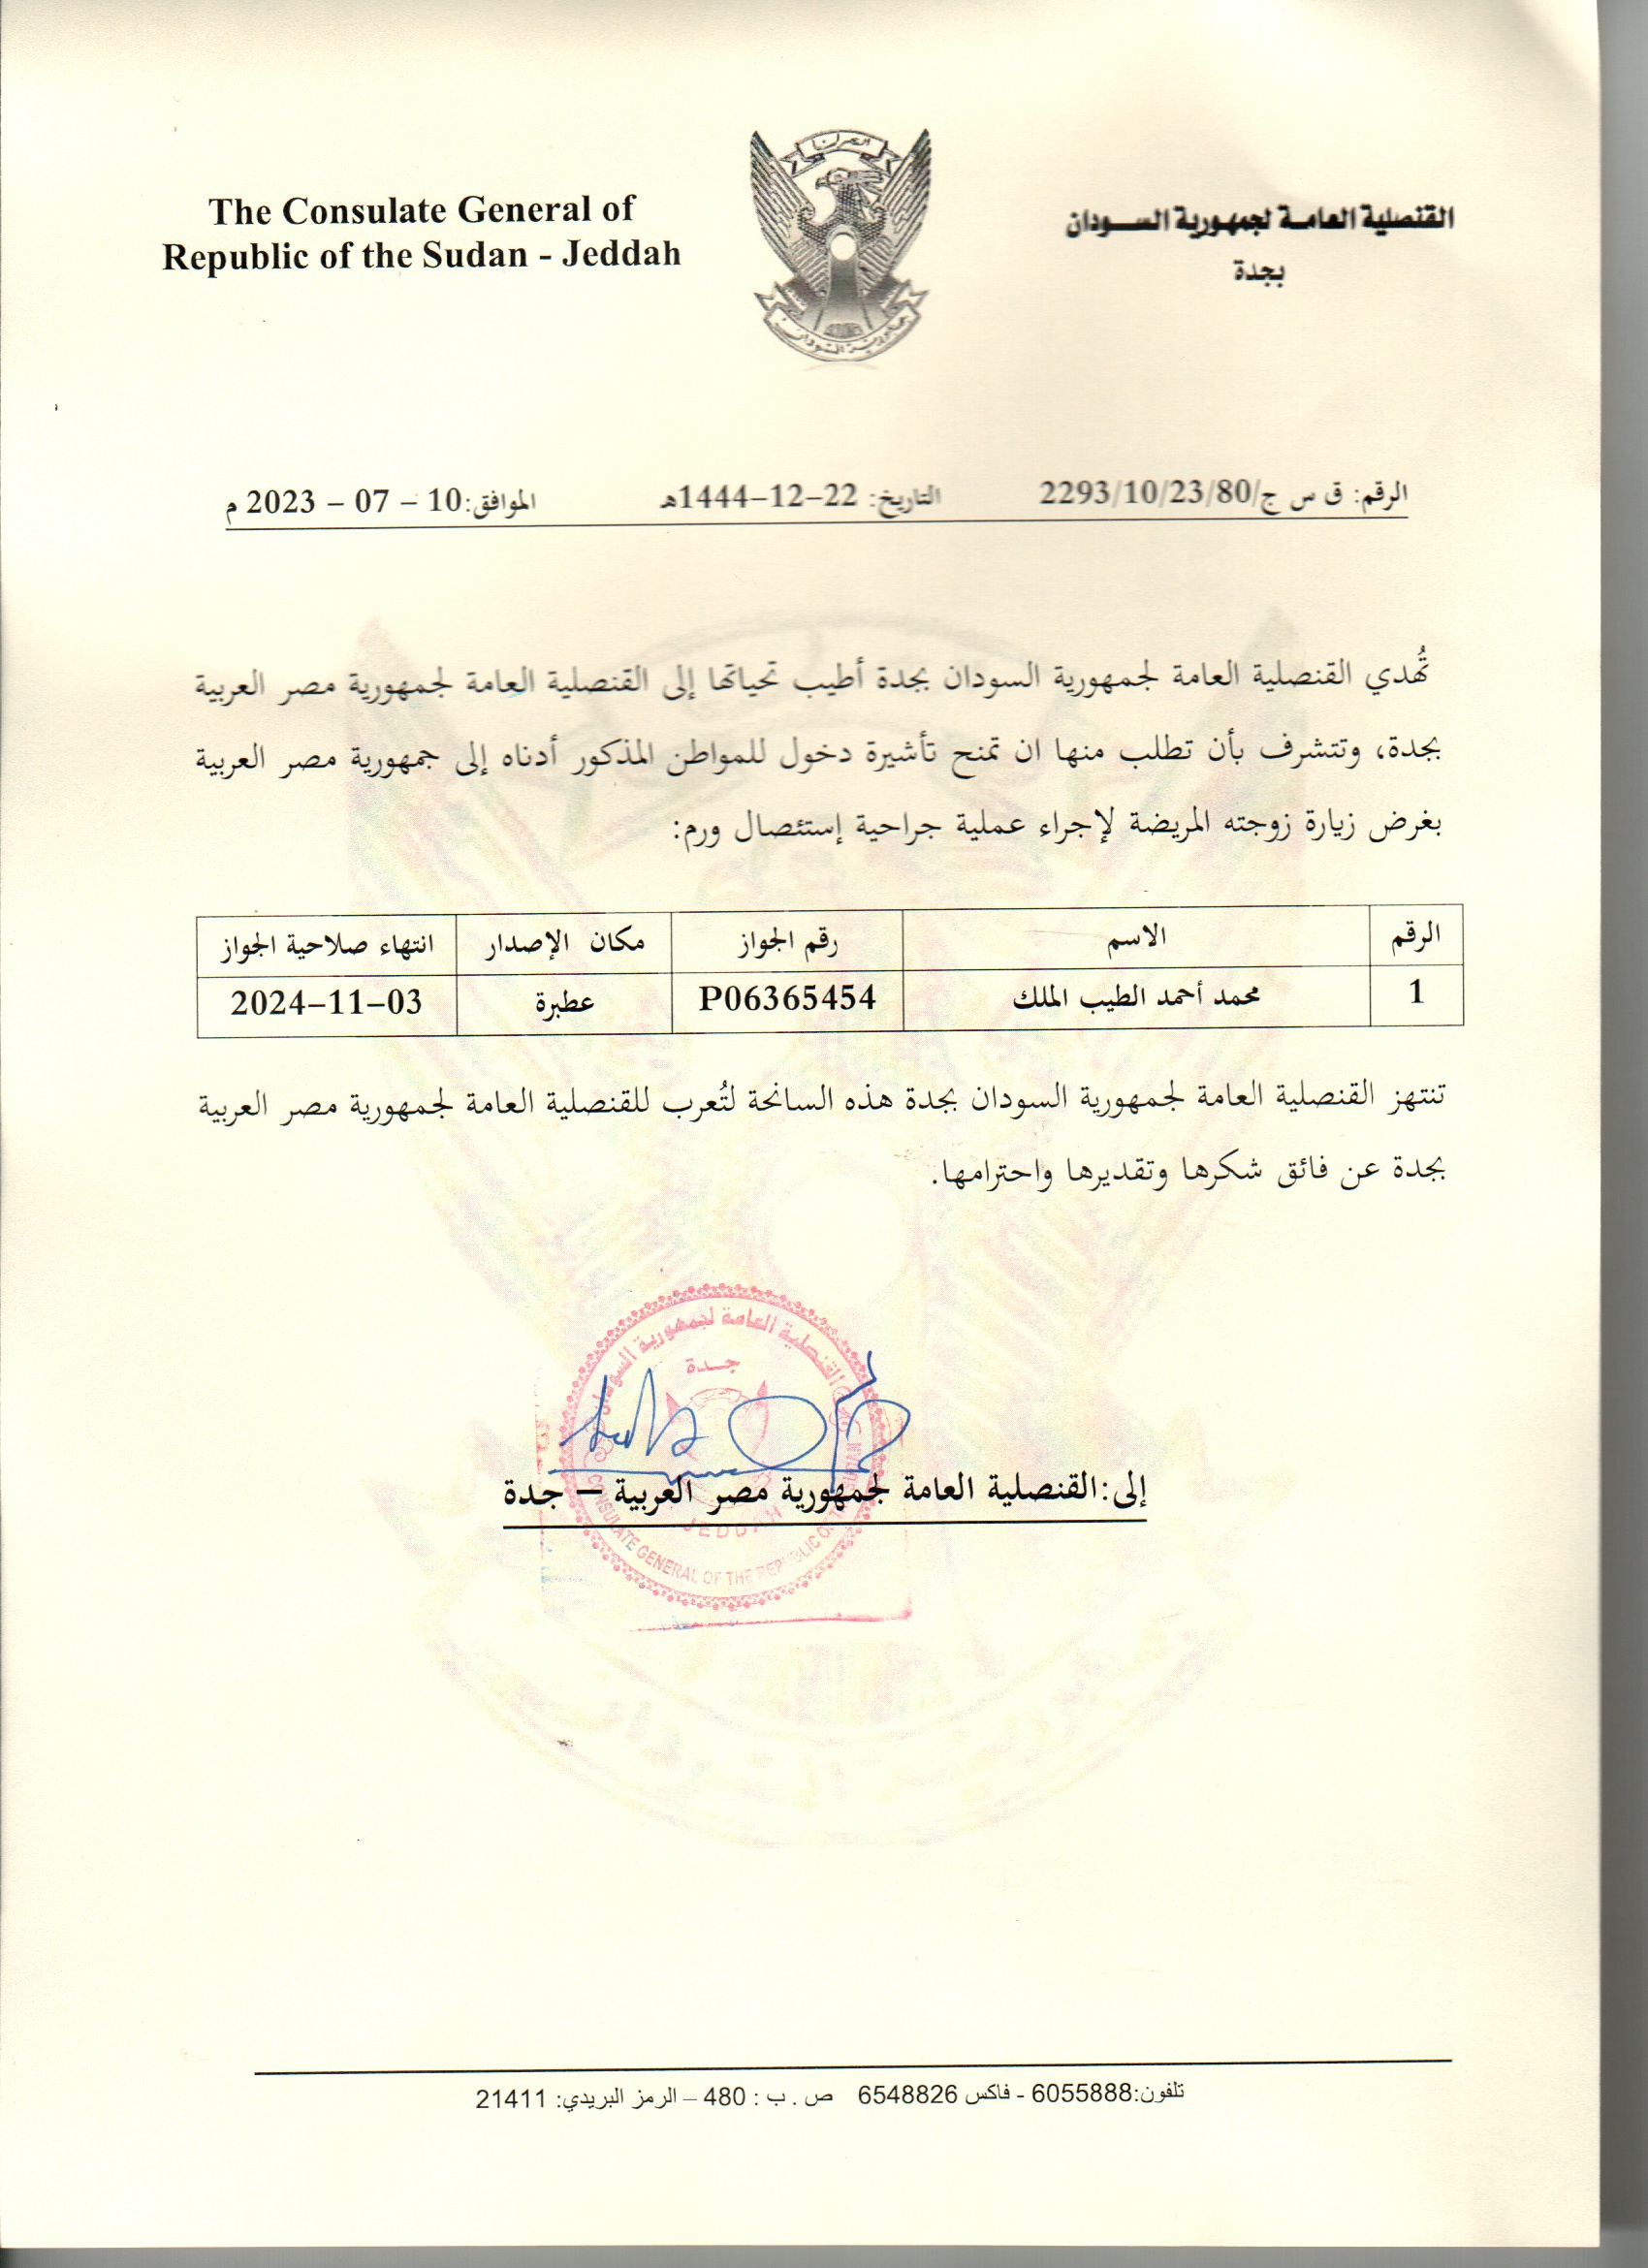 The Consulate General of
Republic of the Sudan - Jeddah
القنصلية العامة لجمهورية السودان
بجدة
جمهورية السودان
الرقم: ق س ج/2293/10/23/80 التاريخ: 22-12-1444هـ الموافق:10 - 07 - 2023 م
تُهدي القنصلية العامة لجمهورية السودان بجدة أطيب تحياتها إلى القنصلية العامة لجمهورية مصر العربية
بجدة، وتتشرف بأن تطلب منها ان تمنح تأشيرة دخول للمواطن المذكور أدناه إلى جمهورية مصر العربية
بغرض زيارة زوجته المريضة لإجراء عملية جراحية إستئصال ورم:
الرقم الاسم رقم الجواز مكان الإصدار انتهاء صلاحية الجواز
1 محمد أحمد الطيب الملك P06365454 عطبرة 2024-11-03
تنتهز القنصلية العامة لجمهورية السودان بجدة هذه السانحة لتُعرب للقنصلية العامة لجمهورية مصر العربية
بجدة عن فائق شكرها وتقديرها واحترامها.
القنصلية العامة لجمهورية السودان
جدة
إلى:القنصلية العامة لجمهورية مصر العربية – جدة
JEDDAH
CONSULATE GENERAL OF THE REPUBLIC OF SUDAN
تلفون:6055888 - فاكس 6548826 ص . ب : 480 – الرمز البريدي: 21411